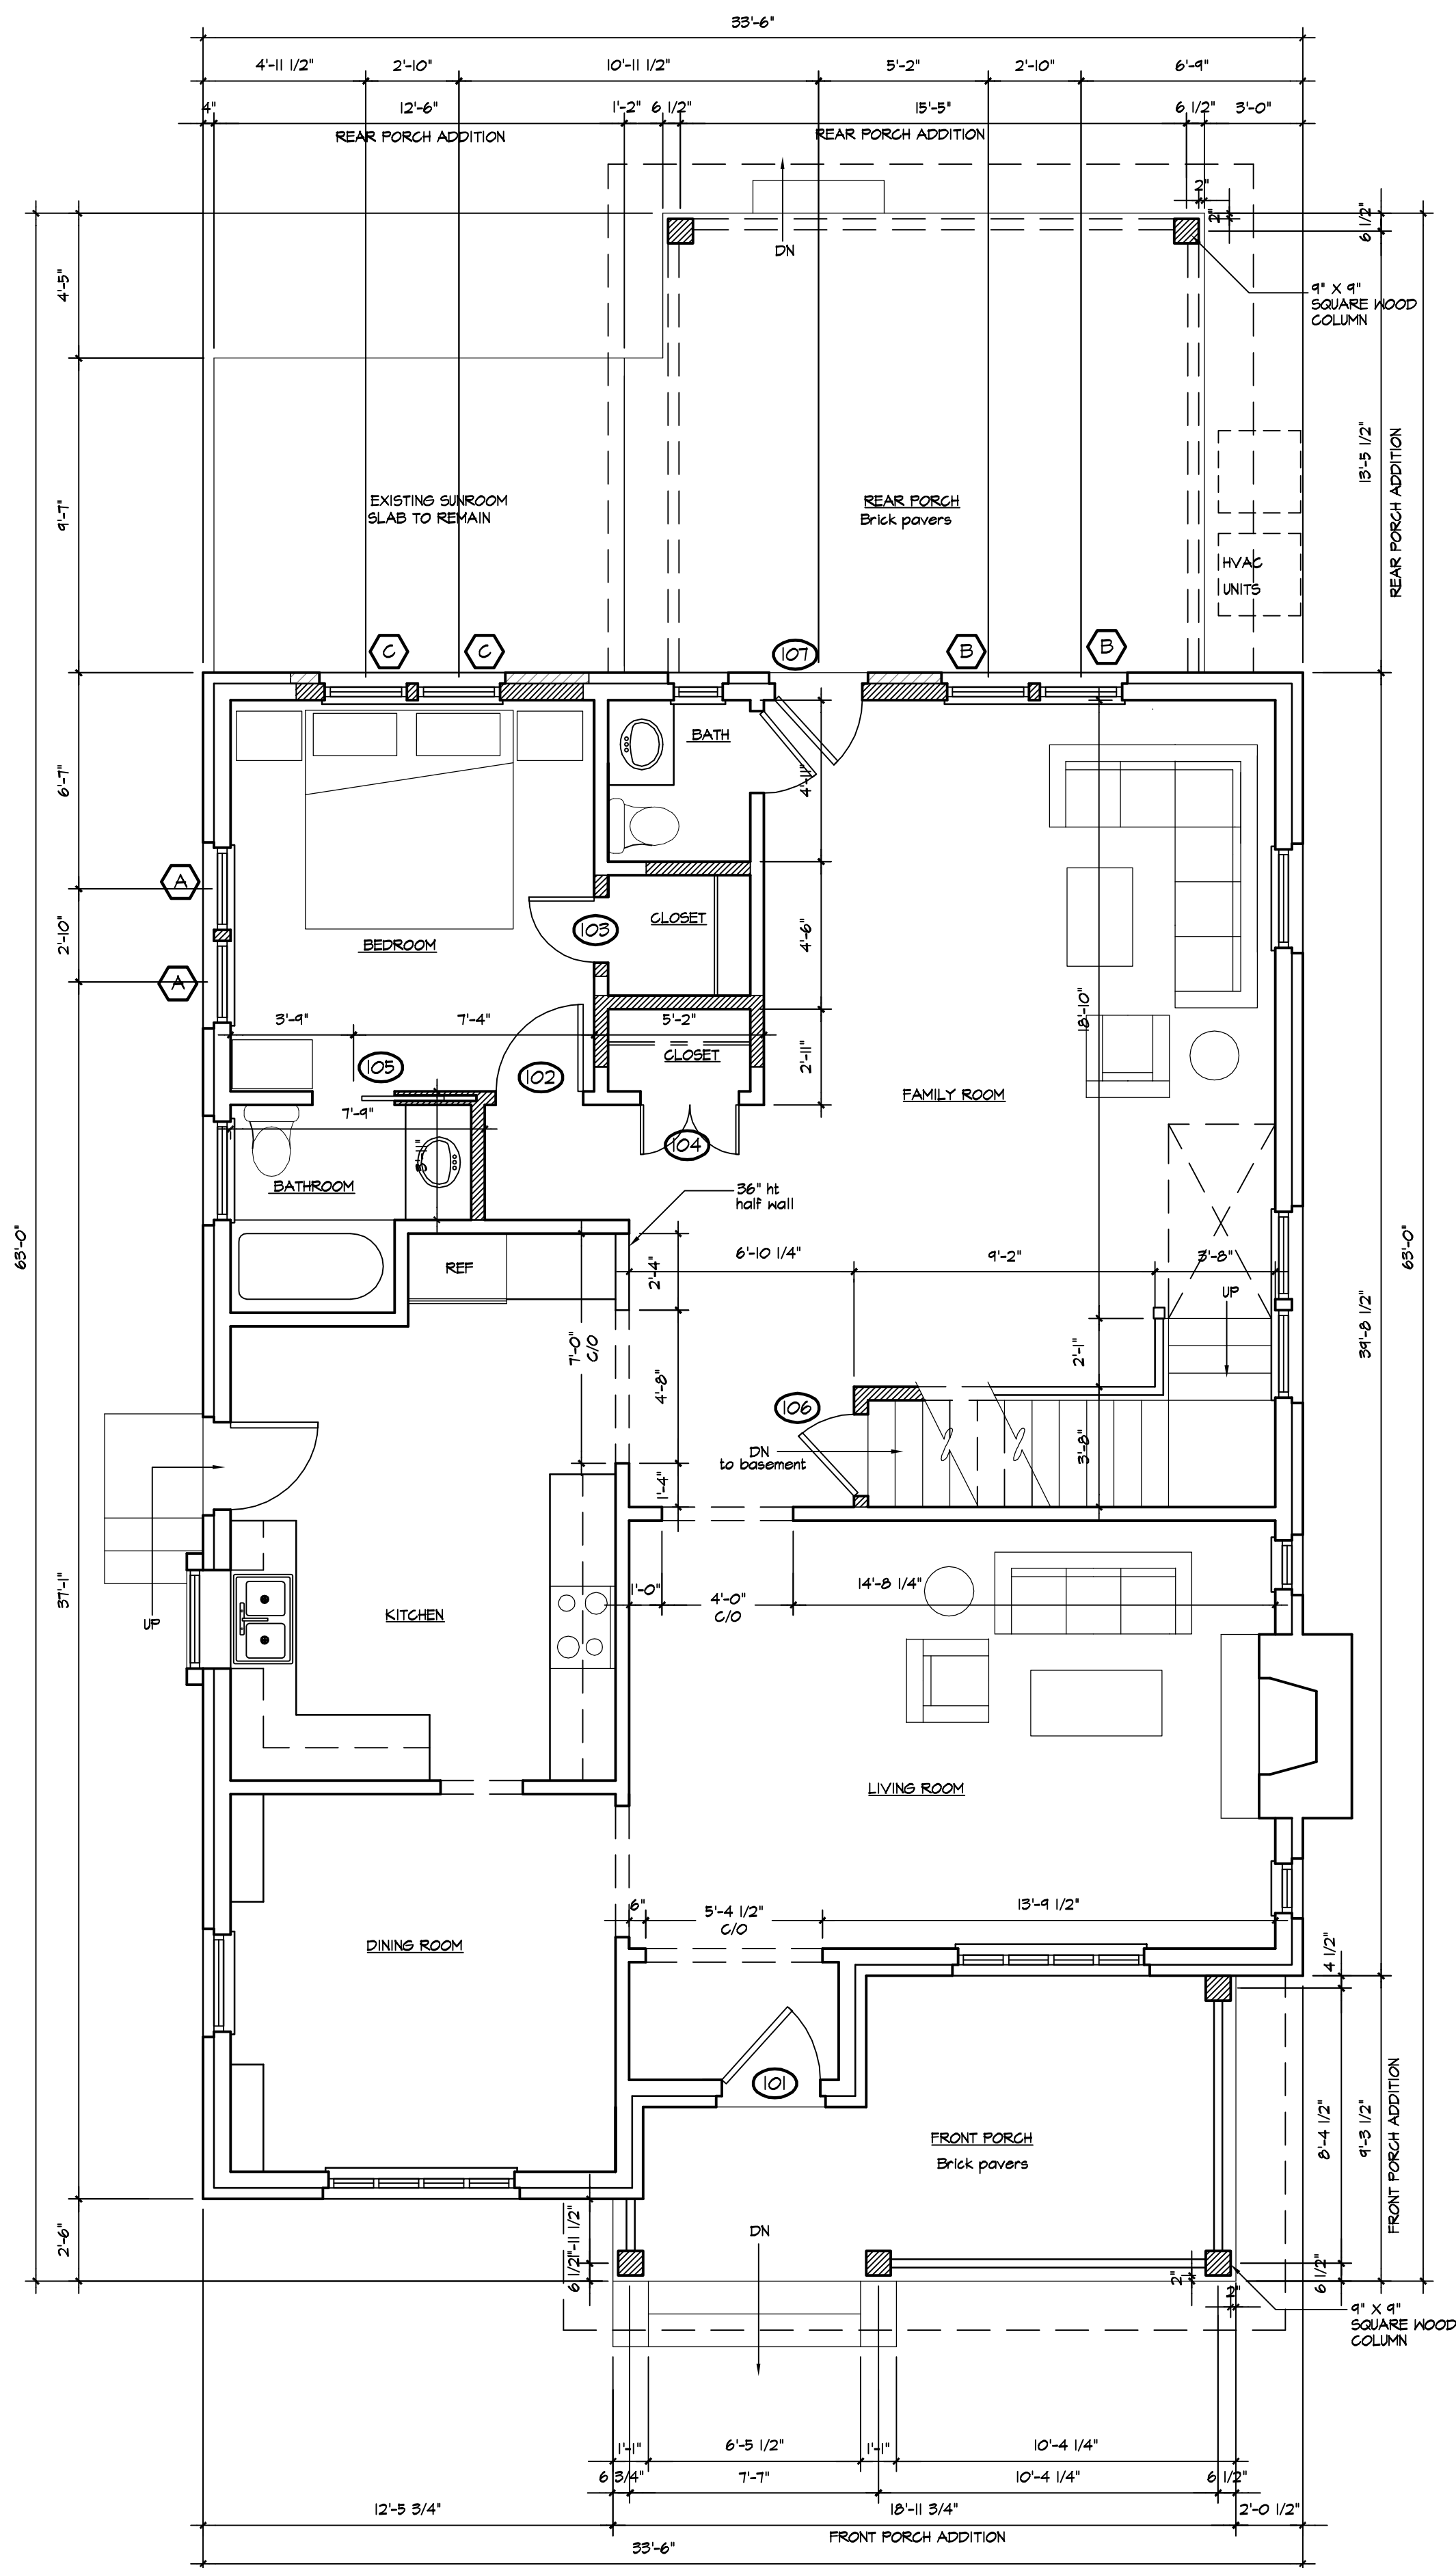 33'-6"
4'-11 1/2"
2'-10"
10'-11 1/2"
5'-2"
2'-10"
6'-9"
4"
12'-6"
1'-2"
6 1/2"
15'-5"
6 1/2"
3'-0"
REAR PORCH ADDITION
REAR PORCH ADDITION
2"
2"
6 1/2"
DN
4'-5"
9" X 9"
SQUARE WOOD
COLUMN
13'-5 1/2"
REAR PORCH ADDITION
9'-7"
EXISTING SUNROOM
SLAB TO REMAIN
REAR PORCH
Brick pavers
HVAC
UNITS
C
C
107
B
B
BATH
6'-7"
4'-11"
A
CLOSET
103
4'-6"
2'-10"
BEDROOM
A
3'-9"
7'-4"
5'-2"
18'-10"
105
102
CLOSET
2'-11"
FAMILY ROOM
7'-9"
104
3'-11"
BATHROOM
36" ht
half wall
63'-0"
63'-0"
6'-10 1/4"
9'-2"
3'-8"
REF
2'-4"
UP
7'-0"
C/O
2'-1"
39'-8 1/2"
4'-8"
106
DN
to basement
3'-8"
1'-4"
37'-1"
1'-0"
4'-0"
C/O
14'-8 1/4"
KITCHEN
UP
LIVING ROOM
6"
5'-4 1/2"
C/O
13'-9 1/2"
DINING ROOM
4 1/2"
101
FRONT PORCH
Brick pavers
8'-4 1/2"
9'-3 1/2"
FRONT PORCH ADDITION
2'-6"
1'-11 1/2"
6 1/2"
DN
2"
2"
6 1/2"
9" X 9"
SQUARE WOOD
COLUMN
1'-1"
6'-5 1/2"
1'-1"
10'-4 1/4"
6 3/4"
7'-7"
10'-4 1/4"
6 1/2"
12'-5 3/4"
18'-11 3/4"
2'-0 1/2"
FRONT PORCH ADDITION
33'-6"